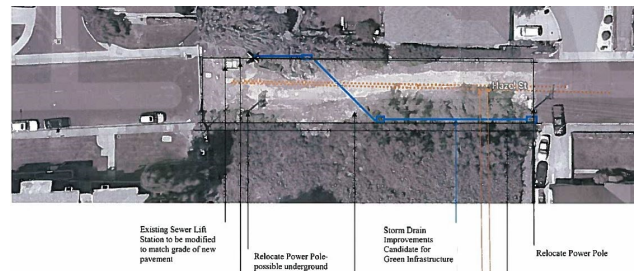 Hazel St
Existing Sewer Lift
Station to be modified
to match grade of new
pavement
Relocate Power Pole-
possible underground
Storm Drain
Improvements
Candidate for
Green Infrastructure
Relocate Power Pole